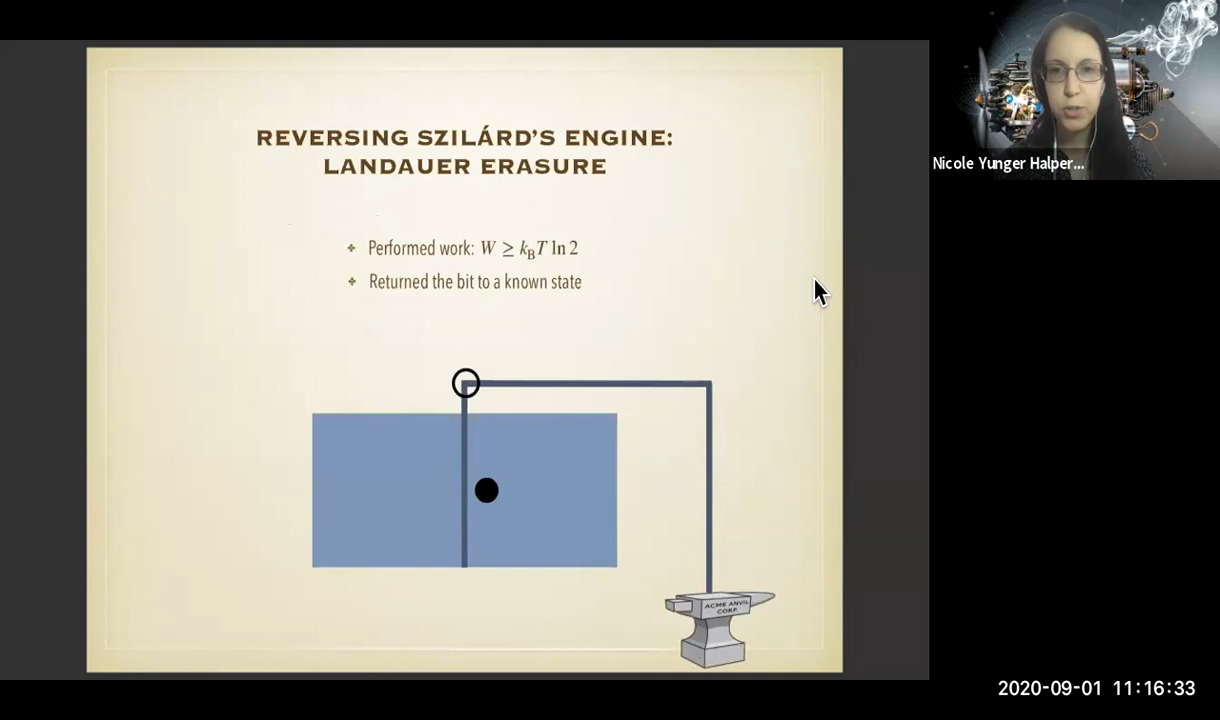 REVERSING SZILÁRD'S ENGINE:
LANDAUER ERASURE
Performed work: W ≥ k_B T ln 2
Returned the bit to a known state
ACME ANVIL
CORP.
Nicole Yunger Halper...
2020-09-01 11:16:33